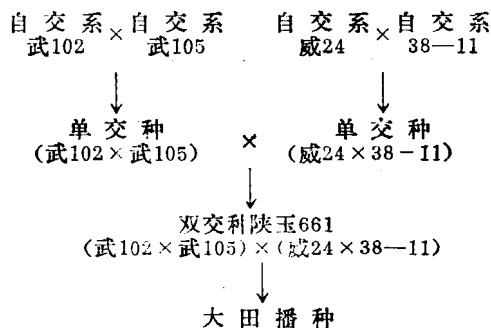 自交系 × 自交系 自交系 × 自交系
武102 武105 威24 38—11
单交种 × 单交种
(武102×武105) (威24×38-11)
双交科陕玉661
(武102×武105)×(威24×38—11)
大田播种